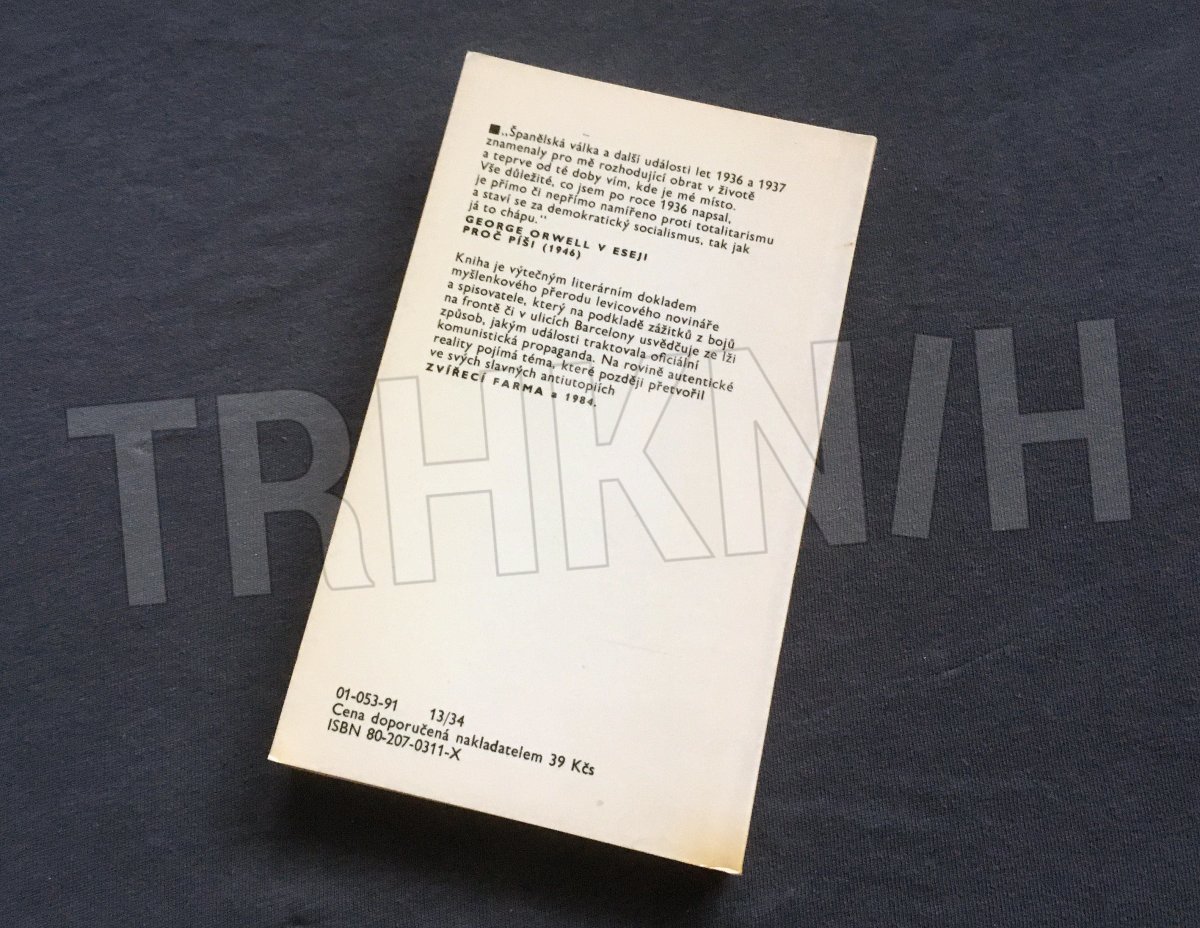 ■„Španělská válka a další události let 1936 a 1937
znamenaly pro mě rozhodující obrat v životě
a teprve od té doby vím, kde je mé místo.
Vše důležité, co jsem po roce 1936 napsal,
je přímo či nepřímo namířeno proti totalitarismu
a staví se za demokratický socialismus, tak jak
já to chápu."
GEORGE ORWELL V ESEJI
PROČ PÍŠI (1946)
Kniha je výtečným literárním dokladem
myšlenkového přerodu levicového novináře
a spisovatele, který na podkladě zážitků z bojů
na frontě či v ulicích Barcelony usvědčuje ze lži
způsob, jakým události traktovala oficiální
komunistická propaganda. Na rovině autentické
reality pojímá téma, které později přetvořil
ve svých slavných antiutopiích
ZVÍŘECÍ FARMA a 1984.
TRHKN/H
01-053-91 13/34
Cena doporučená nakladatelem 39 Kčs
ISBN 80-207-0311-X